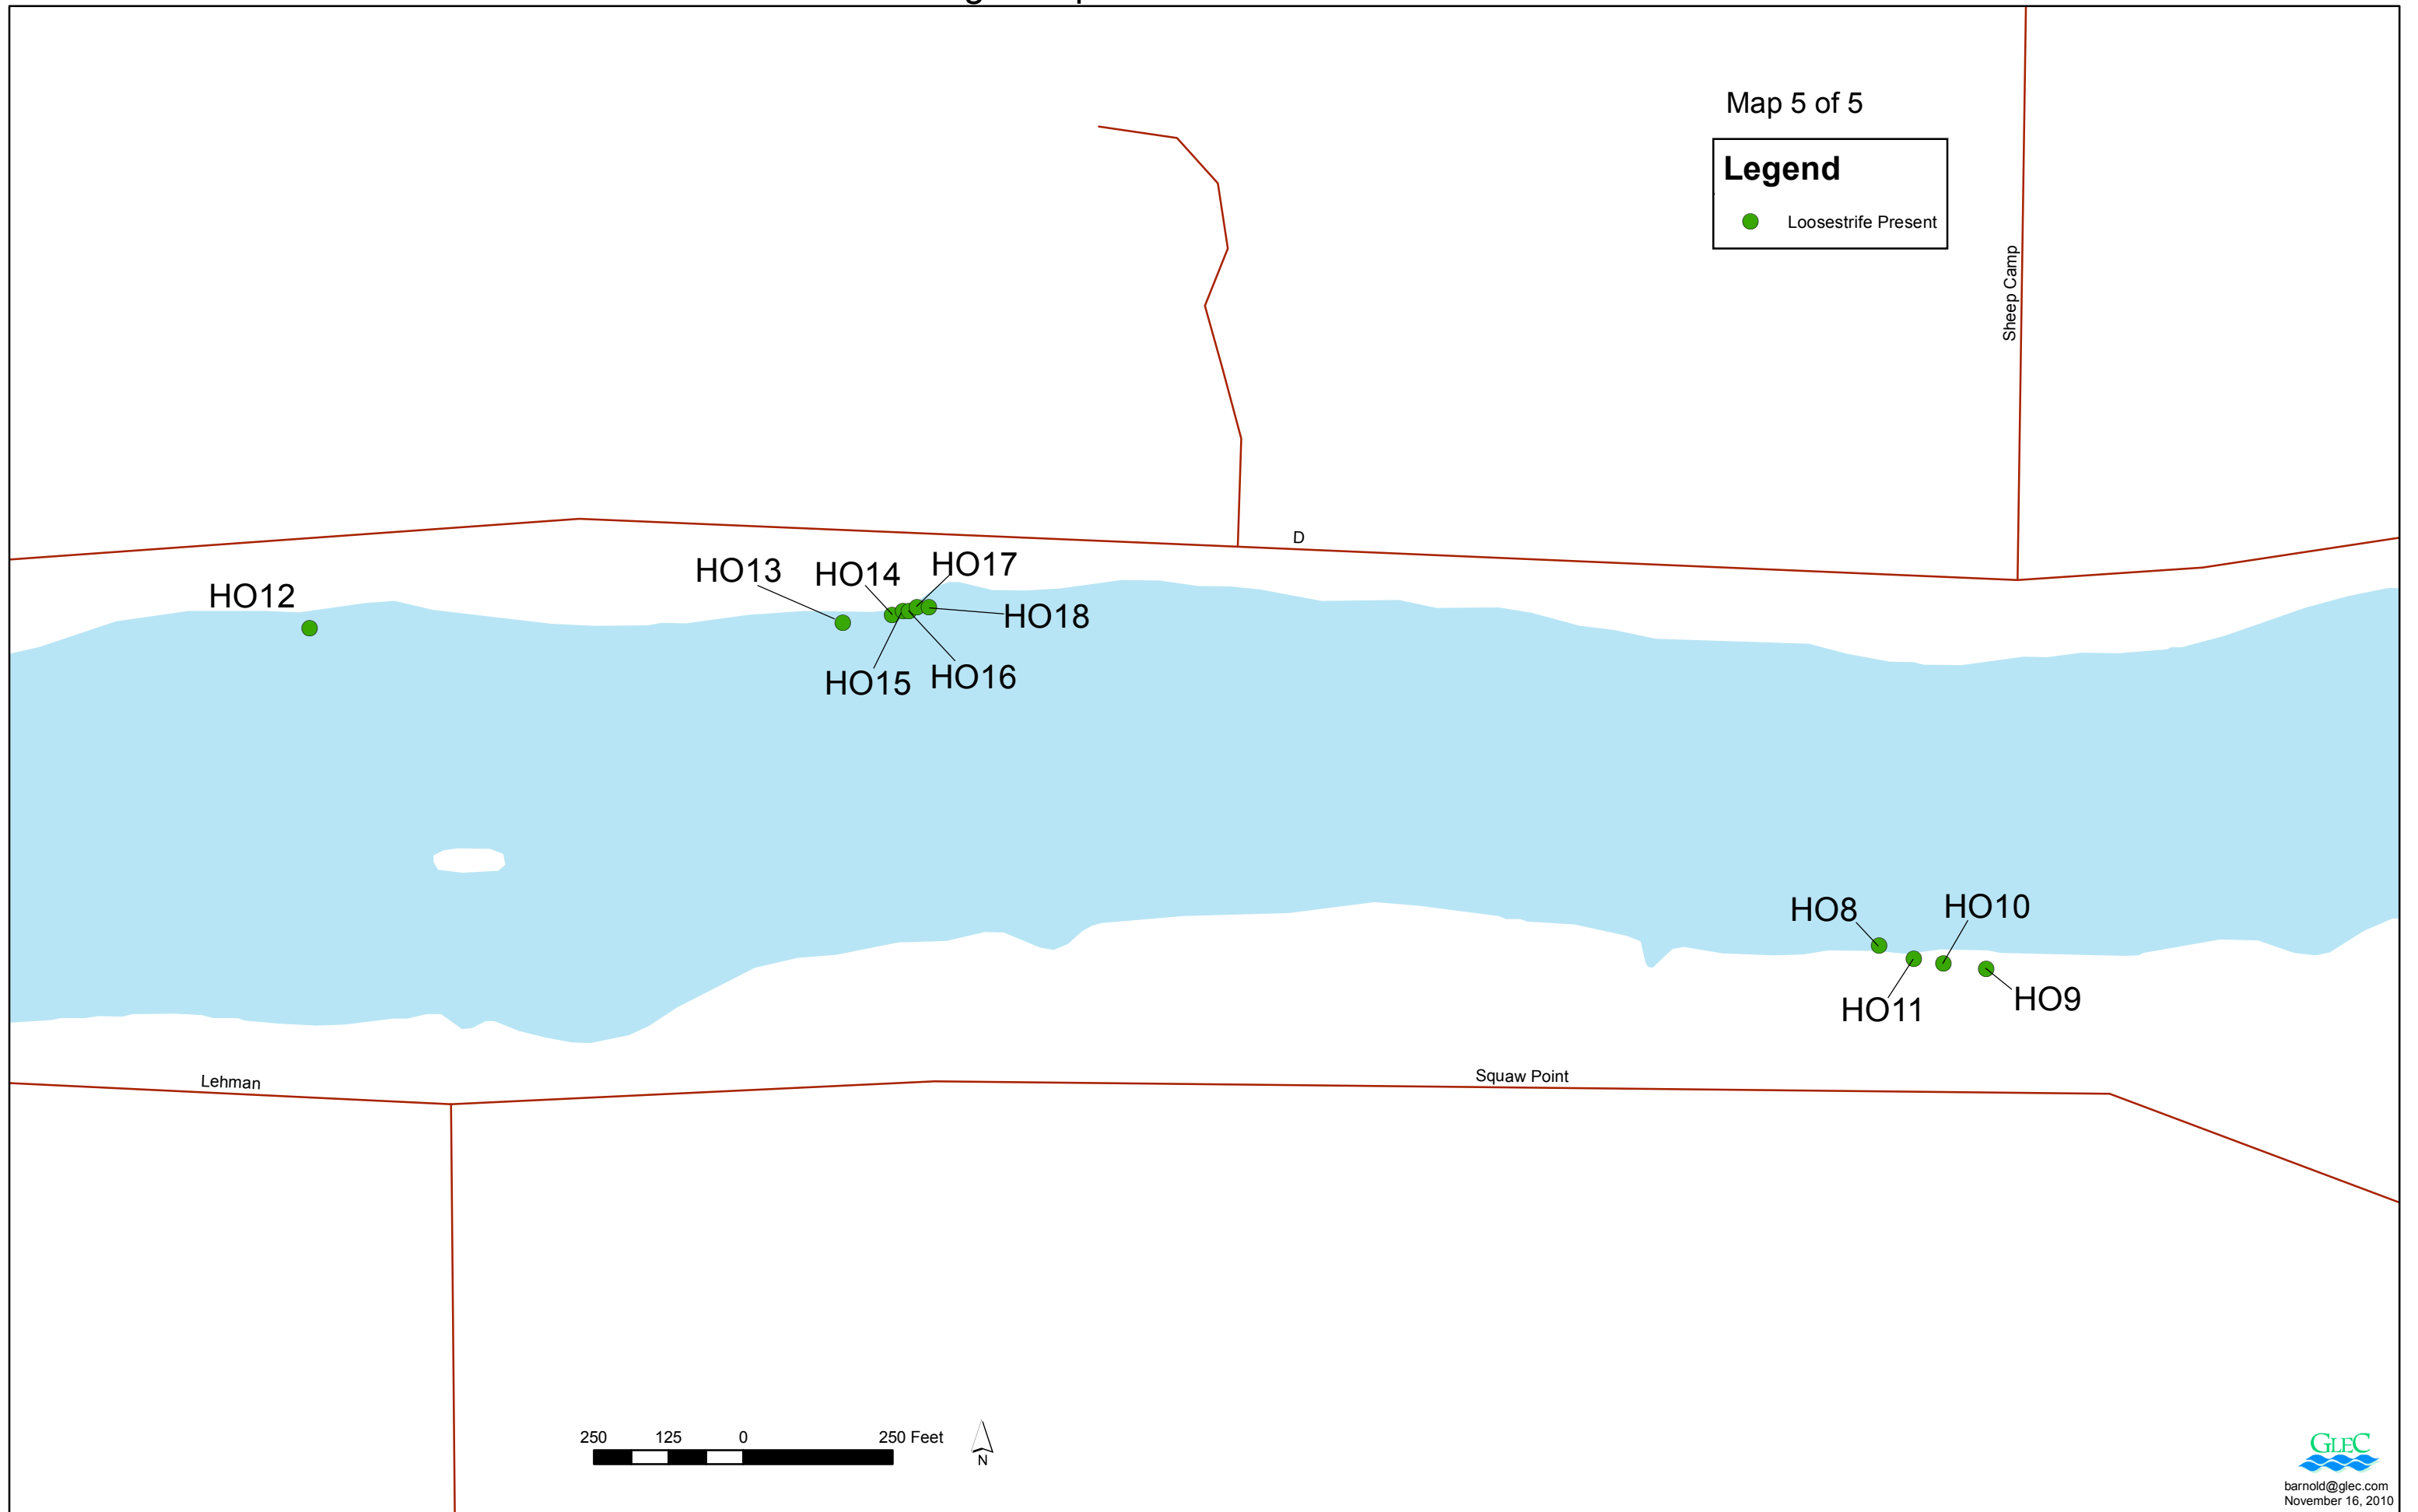 Map 5 of 5
Legend
Loosestrife Present
Sheep Camp
D
HO12
HO13
HO14
HO17
HO18
HO15
HO16
HO8
HO10
HO11
HO9
Lehman
Squaw Point
250 125 0 250 Feet
N
GLEC
barnold@glec.com
November 16, 2010